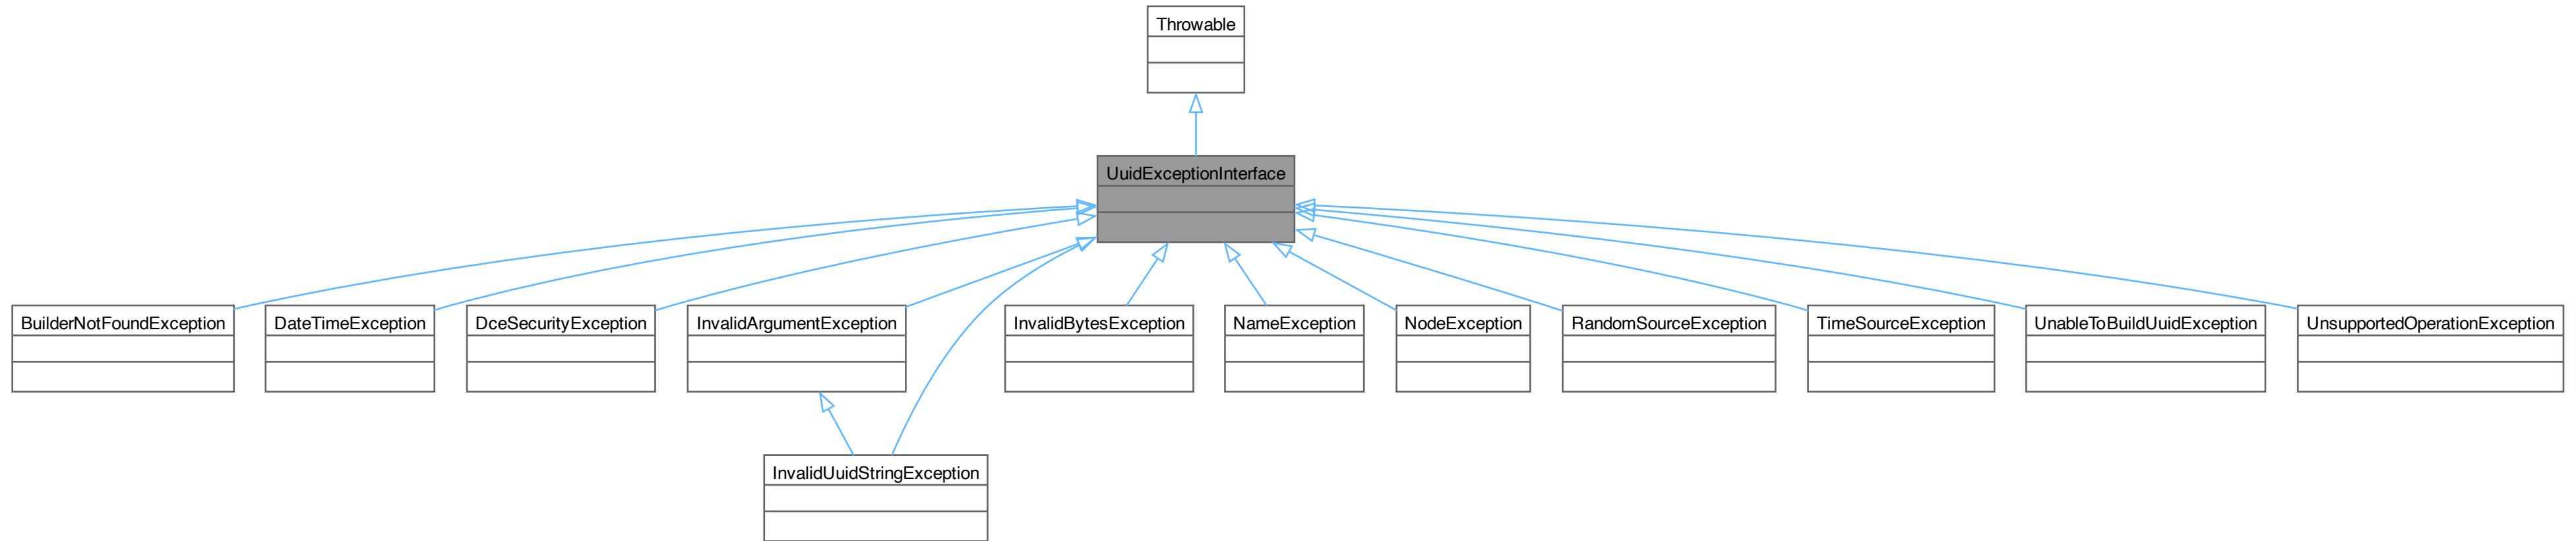 Throwable
UuidExceptionInterface
BuilderNotFoundException
DateTimeException
DceSecurityException
InvalidArgumentException
InvalidBytesException
NameException
NodeException
RandomSourceException
TimeSourceException
UnableToBuildUuidException
UnsupportedOperationException
InvalidUuidStringException